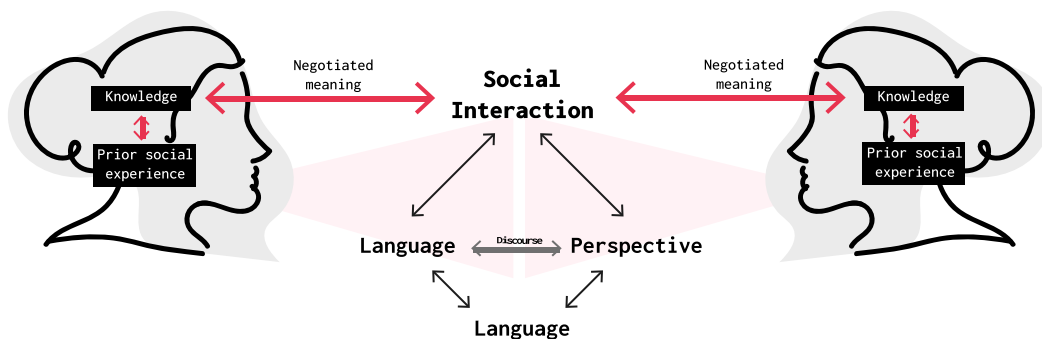 Negotiated
meaning
Social
Interaction
Negotiated
meaning
Knowledge
Prior social
experience
Knowledge
Prior social
experience
Language
Discourse
Perspective
Language